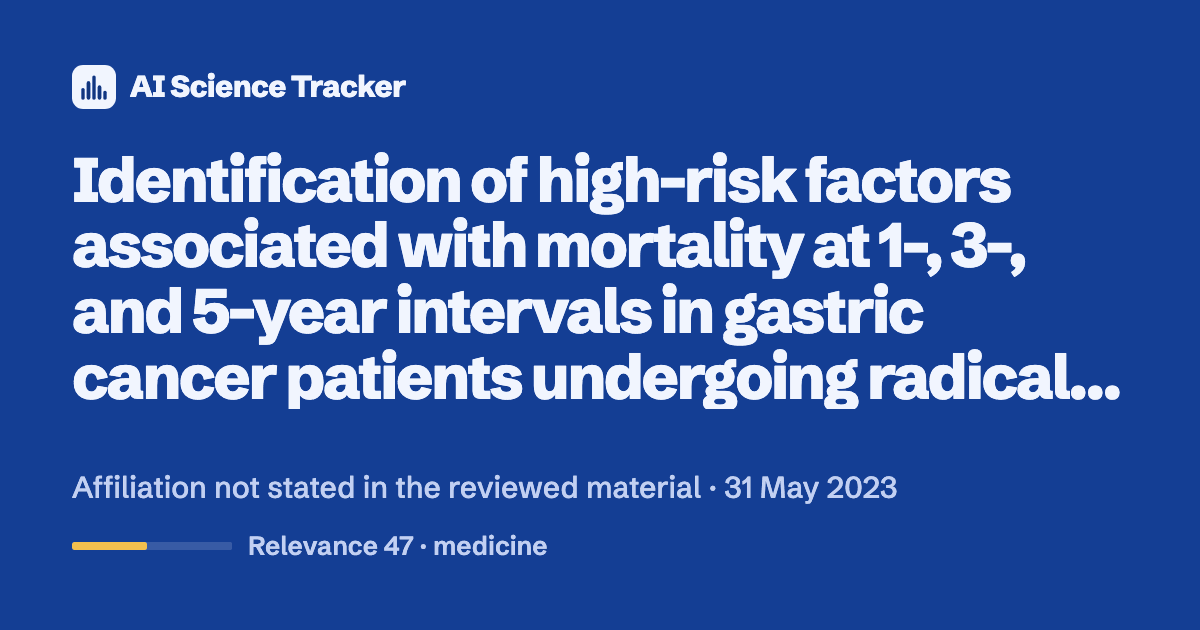 AI Science Tracker
Identification of high-risk factors
associated with mortality at 1-, 3-,
and 5-year intervals in gastric
cancer patients undergoing radical...
Affiliation not stated in the reviewed material · 31 May 2023
Relevance 47 · medicine